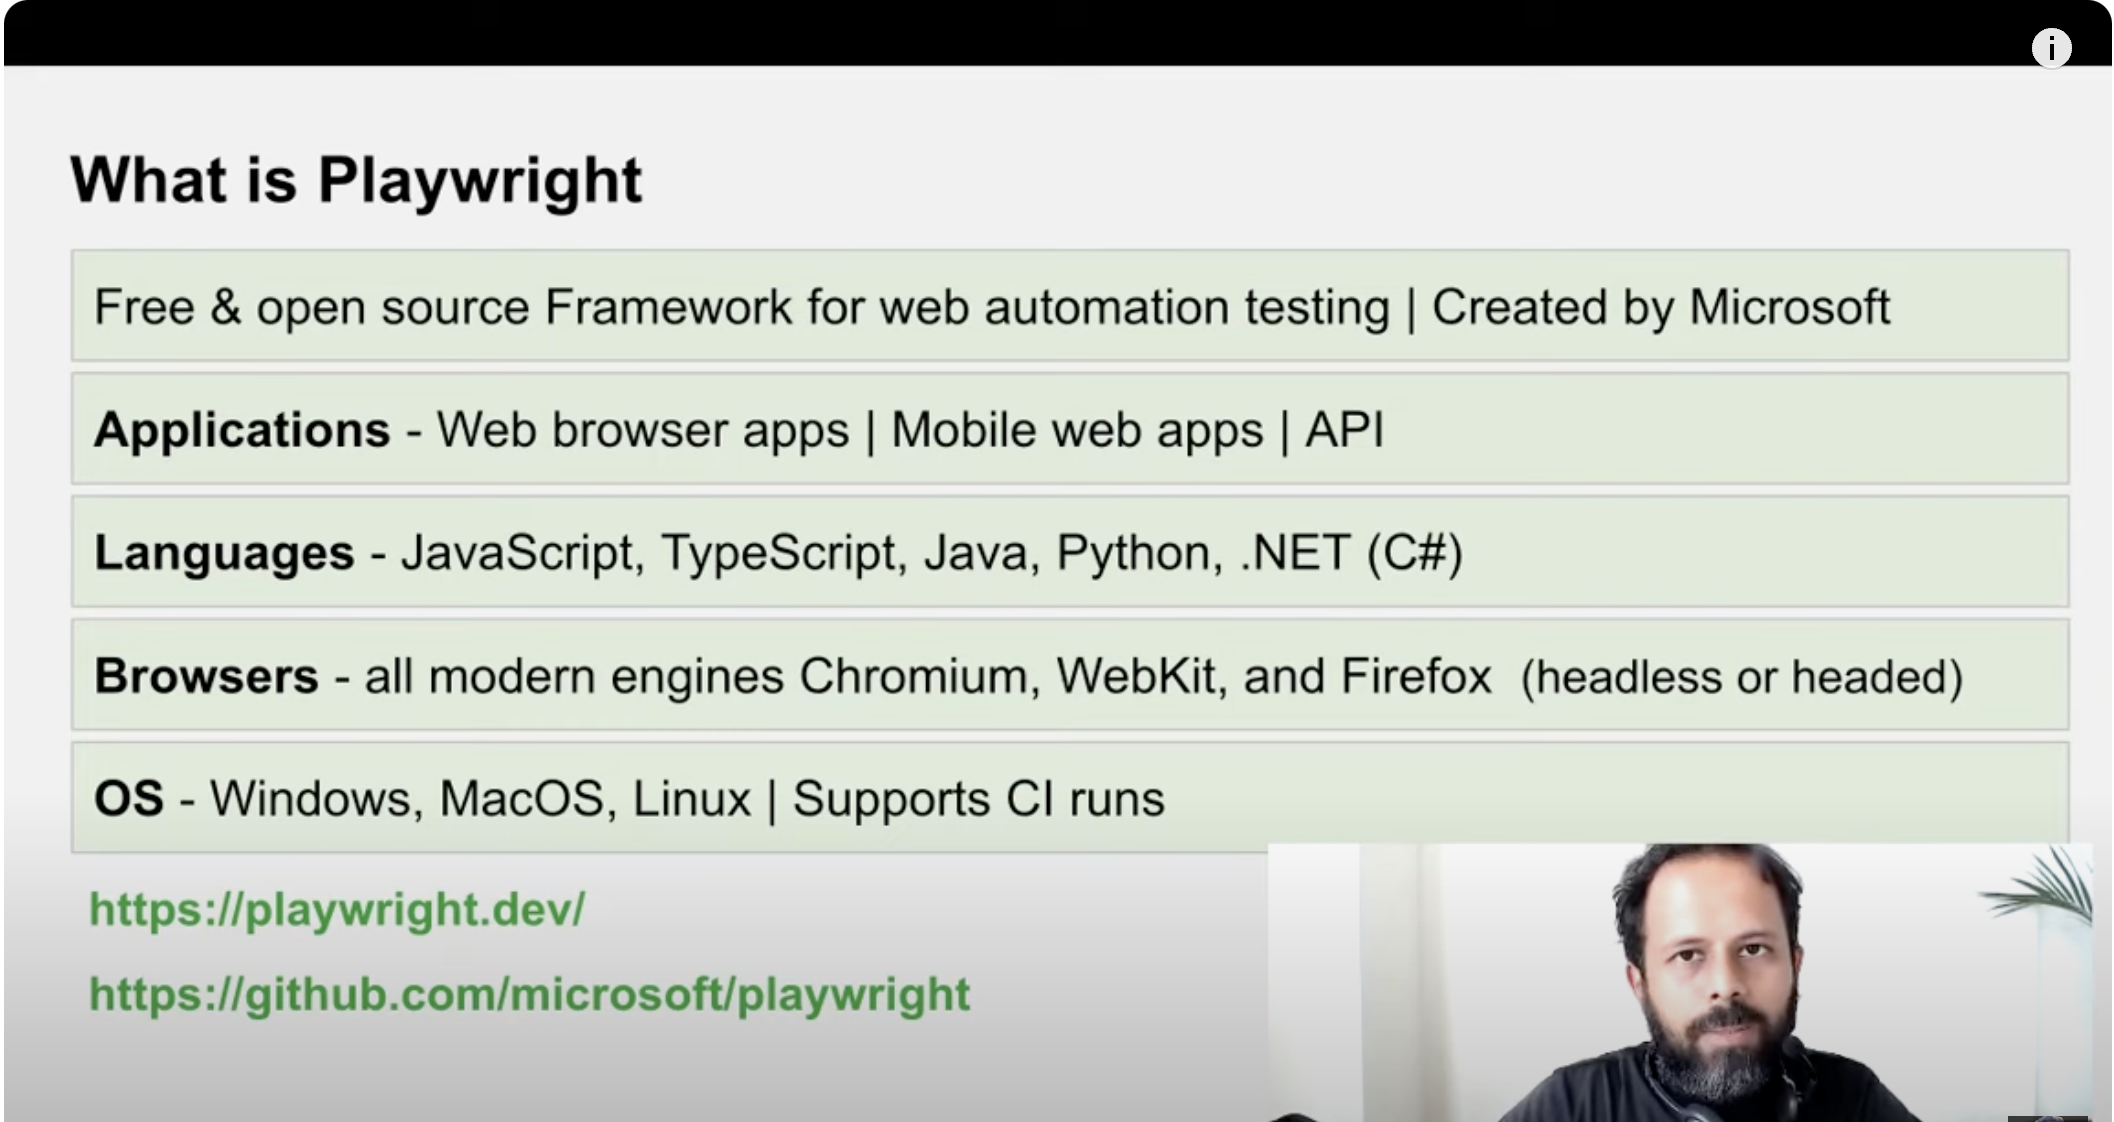 What is Playwright
Free & open source Framework for web automation testing | Created by Microsoft
Applications - Web browser apps | Mobile web apps | API
Languages - JavaScript, TypeScript, Java, Python, .NET (C#)
Browsers - all modern engines Chromium, WebKit, and Firefox (headless or headed)
OS - Windows, MacOS, Linux | Supports CI runs
https://playwright.dev/
https://github.com/microsoft/playwright